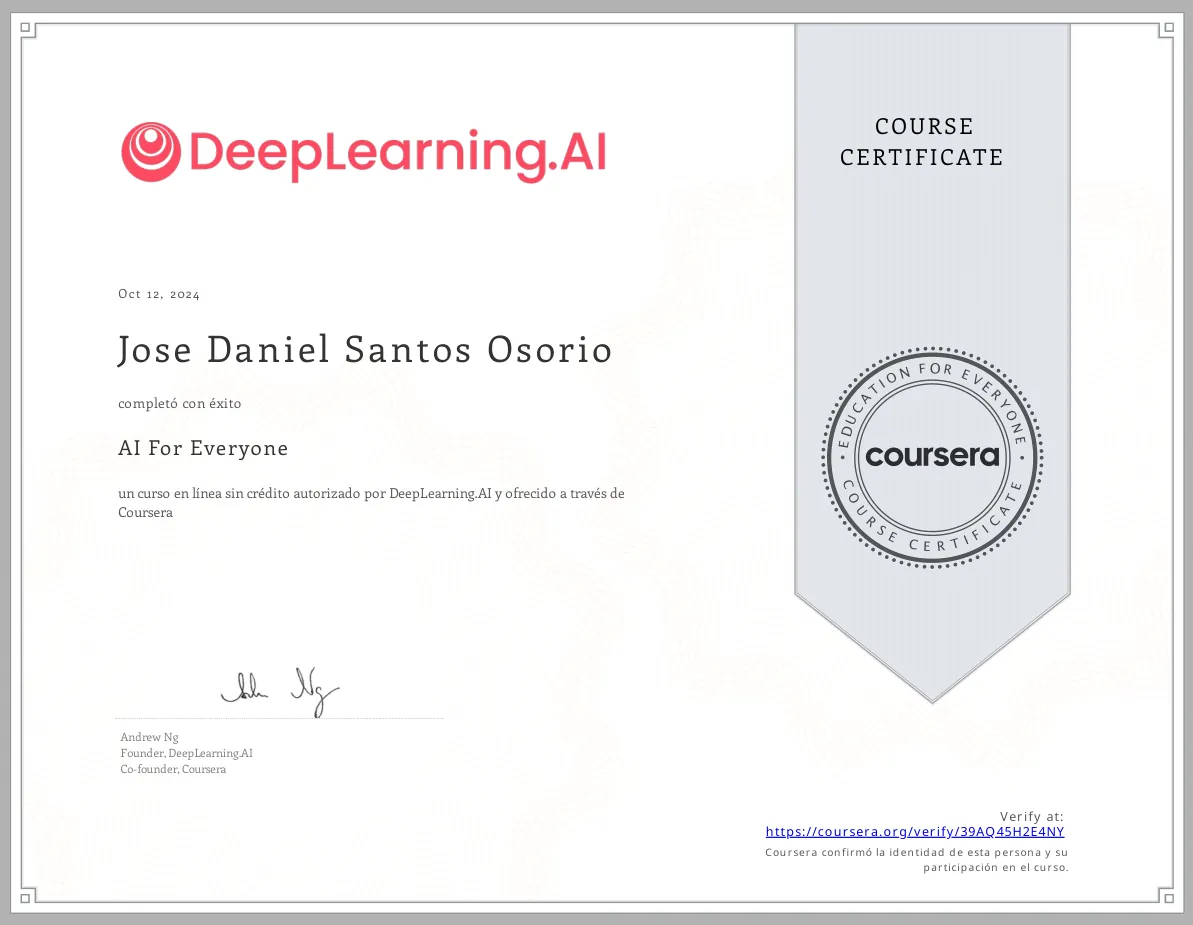 DeepLearning.AI
COURSE
CERTIFICATE
Oct 12, 2024
Jose Daniel Santos Osorio
completó con éxito
AI For Everyone
un curso en línea sin crédito autorizado por DeepLearning.AI y ofrecido a través de
Coursera
EDUCATION FOR EVERYONE
coursera
COURSE CERTIFICATE
Andrew Ng
Founder, DeepLearning.AI
Co-founder, Coursera
Verify at:
https://coursera.org/verify/39AQ45H2E4NY
Coursera confirmó la identidad de esta persona y su
participación en el curso.